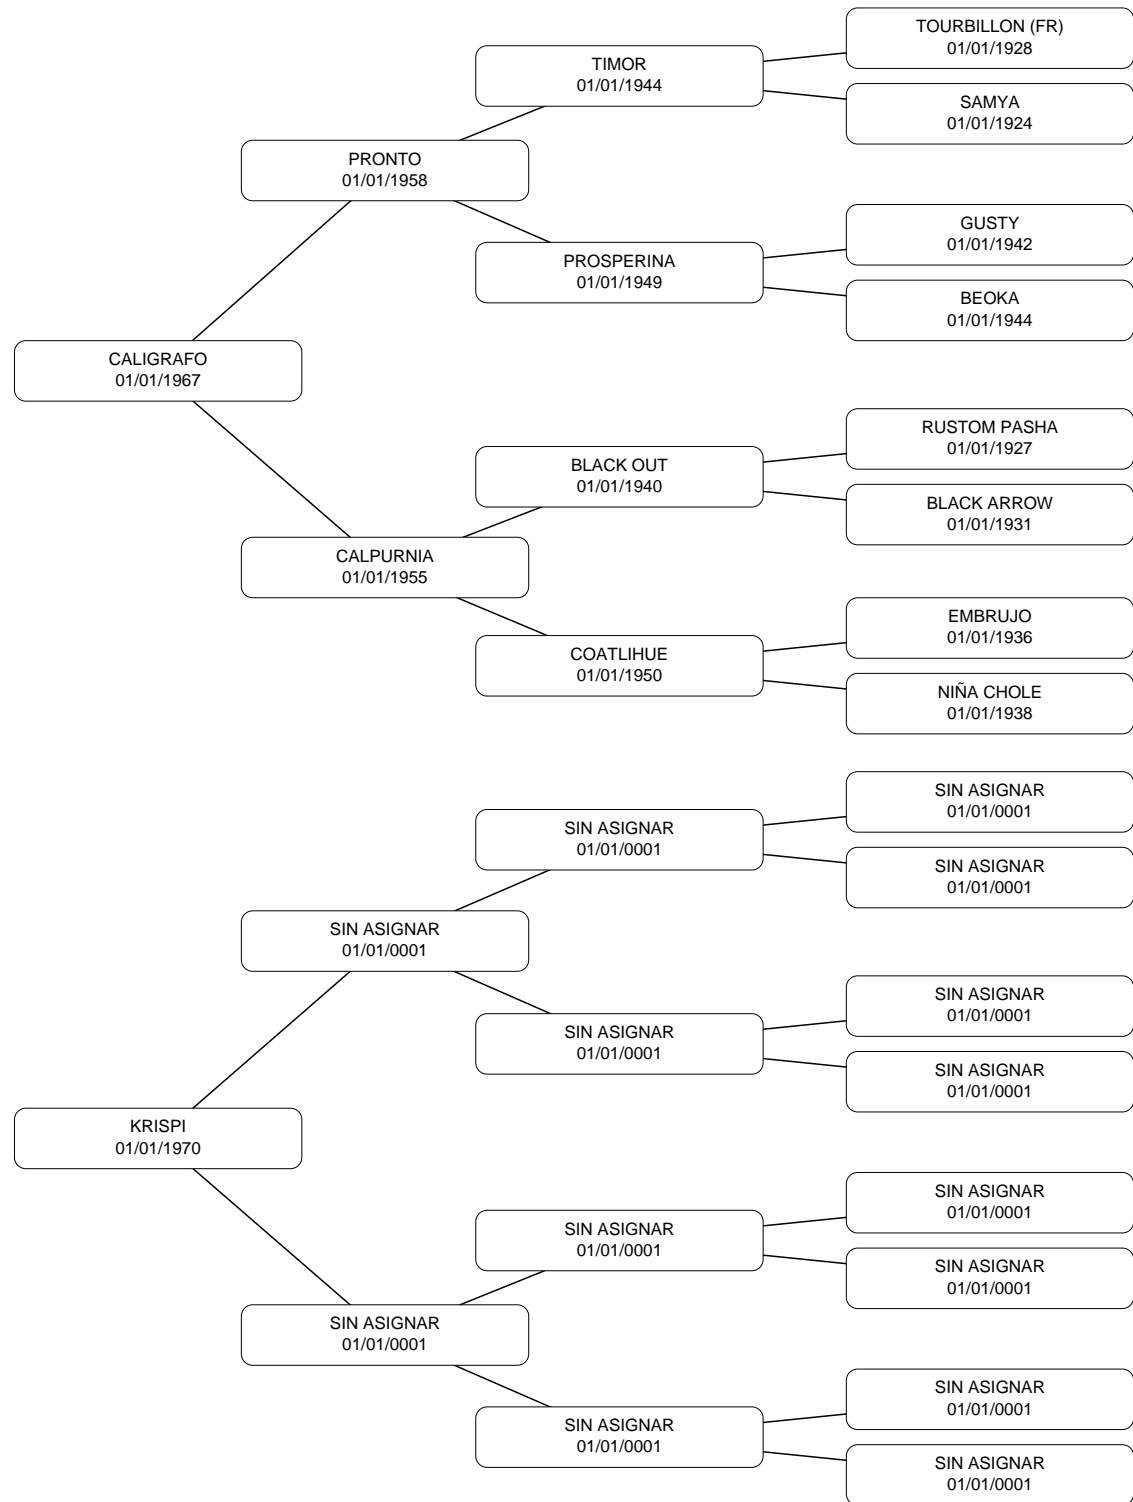 TOURBILLON (FR)
01/01/1928
TIMOR
01/01/1944
SAMYA
01/01/1924
PRONTO
01/01/1958
GUSTY
01/01/1942
PROSPERINA
01/01/1949
BEOKA
01/01/1944
CALIGRAFO
01/01/1967
RUSTOM PASHA
01/01/1927
BLACK OUT
01/01/1940
BLACK ARROW
01/01/1931
CALPURNIA
01/01/1955
EMBRUJO
01/01/1936
COATLIHUE
01/01/1950
NIÑA CHOLE
01/01/1938
SIN ASIGNAR
01/01/0001
SIN ASIGNAR
01/01/0001
SIN ASIGNAR
01/01/0001
SIN ASIGNAR
01/01/0001
SIN ASIGNAR
01/01/0001
SIN ASIGNAR
01/01/0001
SIN ASIGNAR
01/01/0001
KRISPI
01/01/1970
SIN ASIGNAR
01/01/0001
SIN ASIGNAR
01/01/0001
SIN ASIGNAR
01/01/0001
SIN ASIGNAR
01/01/0001
SIN ASIGNAR
01/01/0001
SIN ASIGNAR
01/01/0001
SIN ASIGNAR
01/01/0001